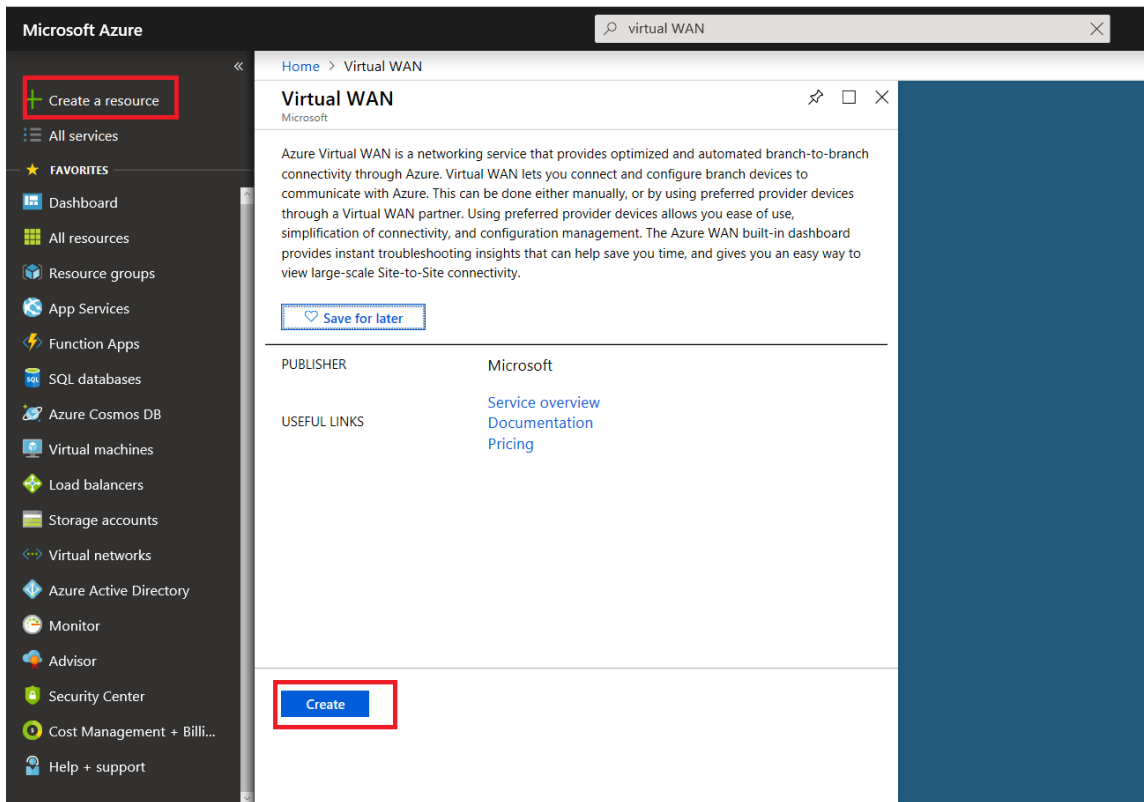 Microsoft Azure
virtual WAN
«
Create a resource
All services
FAVORITES
Dashboard
All resources
Resource groups
App Services
Function Apps
SQL databases
Azure Cosmos DB
Virtual machines
Load balancers
Storage accounts
Virtual networks
Azure Active Directory
Monitor
Advisor
Security Center
Cost Management + Billi...
Help + support
Home > Virtual WAN
Virtual WAN
Microsoft
Azure Virtual WAN is a networking service that provides optimized and automated branch-to-branch
connectivity through Azure. Virtual WAN lets you connect and configure branch devices to
communicate with Azure. This can be done either manually, or by using preferred provider devices
through a Virtual WAN partner. Using preferred provider devices allows you ease of use,
simplification of connectivity, and configuration management. The Azure WAN built-in dashboard
provides instant troubleshooting insights that can help save you time, and gives you an easy way to
view large-scale Site-to-Site connectivity.
Save for later
PUBLISHER Microsoft
USEFUL LINKS
Service overview
Documentation
Pricing
Create